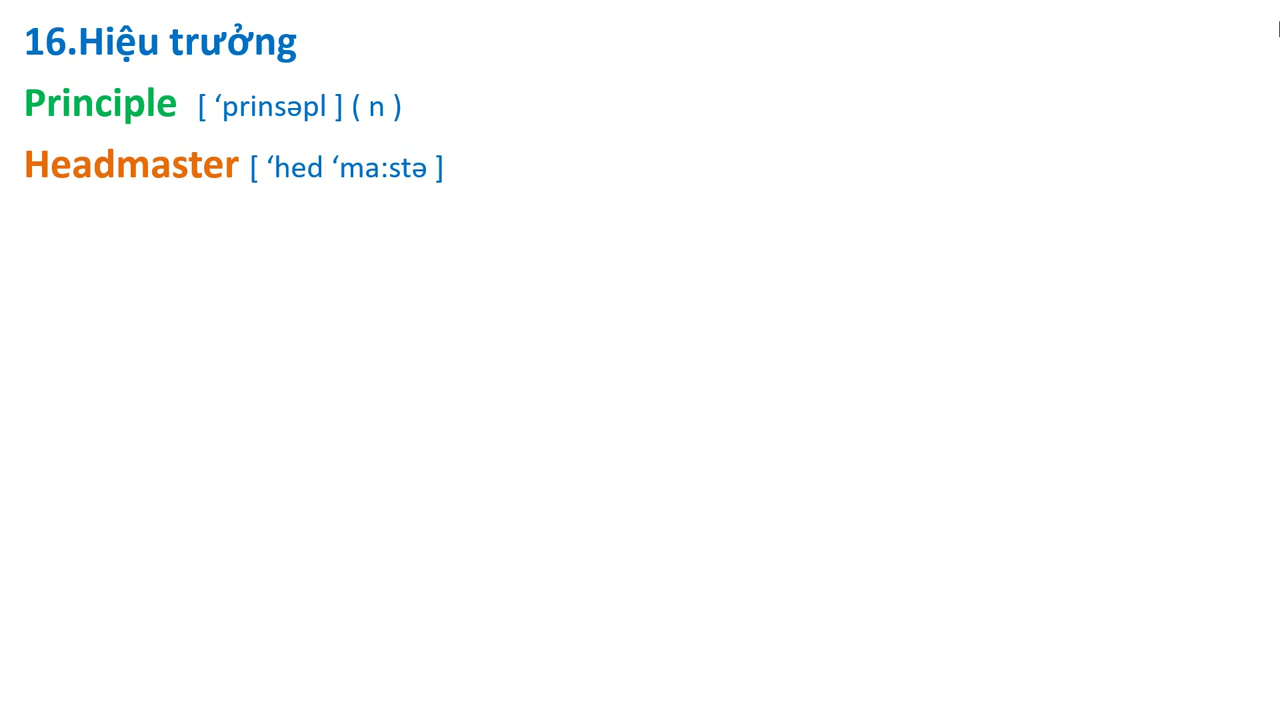 16.Hiệu trưởng
Principle [ ‘prinsəpl ] ( n )
Headmaster [ ‘hed ‘ma:stə ]